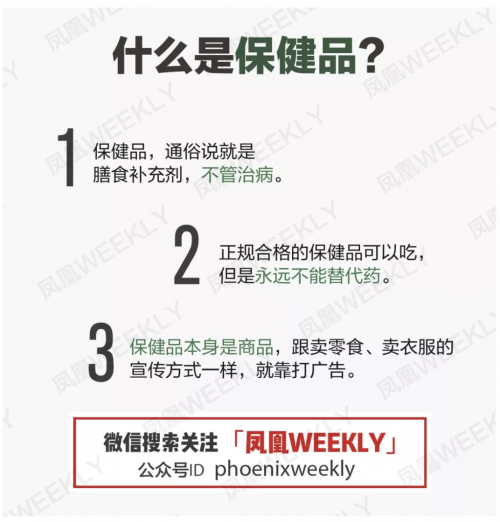 什么是保健品?
1
保健品，通俗说就是
膳食补充剂，不管治病。
2
正规合格的保健品可以吃，
但是永远不能替代药。
3
保健品本身是商品，跟卖零食、卖衣服的
宣传方式一样，就靠打广告。
微信搜索关注「凤凰WEEKLY」
公众号ID phoenixweekly
凤凰WEEKLY